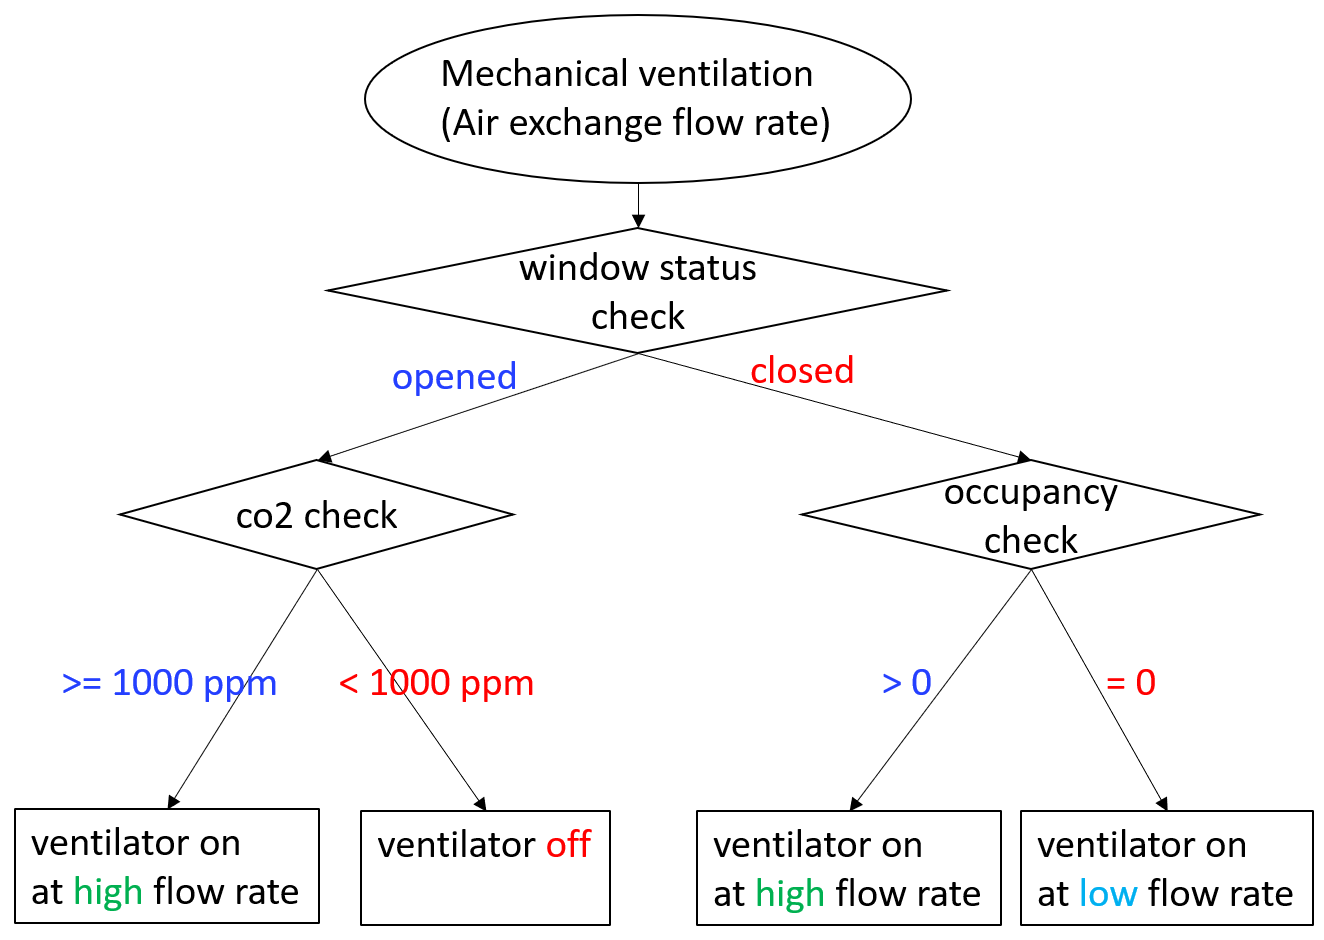 Mechanical ventilation
(Air exchange flow rate)
window status
check
opened
closed
co2 check
occupancy
check
>= 1000 ppm
< 1000 ppm
> 0
= 0
ventilator on
at high flow rate
ventilator off
ventilator on
at high flow rate
ventilator on
at low flow rate